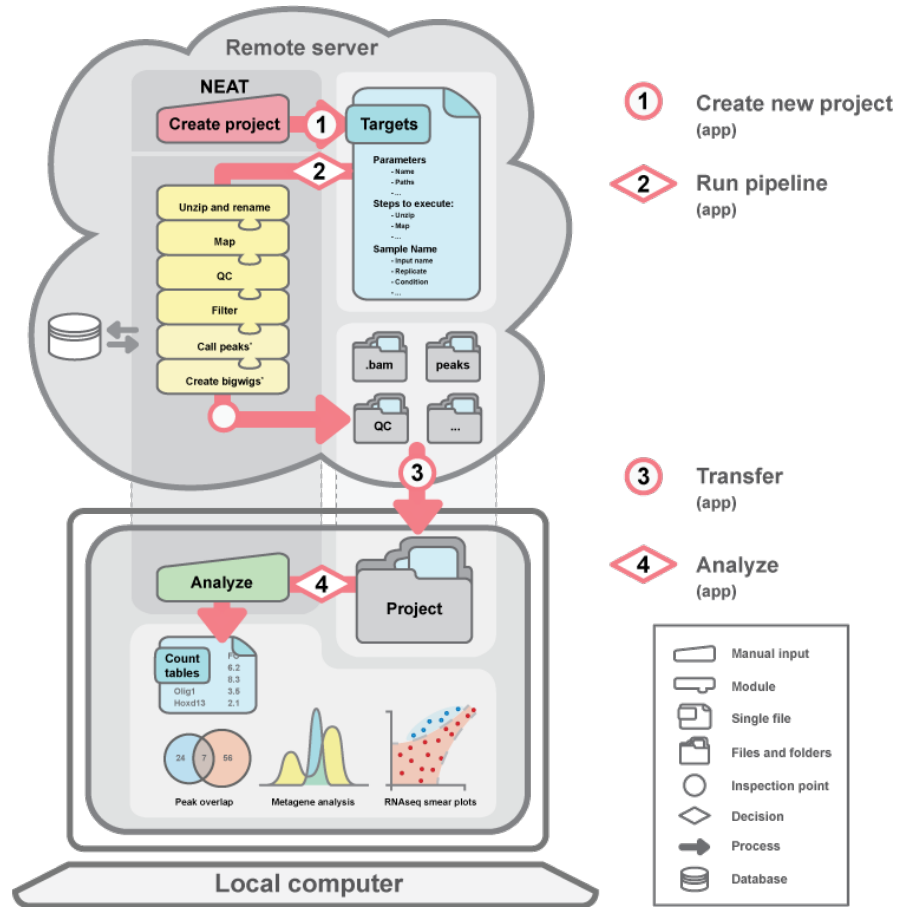 Remote server
NEAT
Create project
1
Targets
Parameters
- Name
- Paths
- ...
Steps to execute:
- Unzip
- Map
- ...
Sample Name
- Input name
- Replicate
- Condition
- ...
2
Unzip and rename
Map
QC
Filter
Call peaks*
Create bigwigs*
.bam
peaks
QC
...
3
Analyze
4
Project
Count
tables
6.2
8.3
Olig1 3.5
Hoxd13 2.1
24 7 56
Peak overlap
Metagene analysis
RNAseq smear plots
Local computer
1 Create new project
(app)
2 Run pipeline
(app)
3 Transfer
(app)
4 Analyze
(app)
Manual input
Module
Single file
Files and folders
Inspection point
Decision
Process
Database